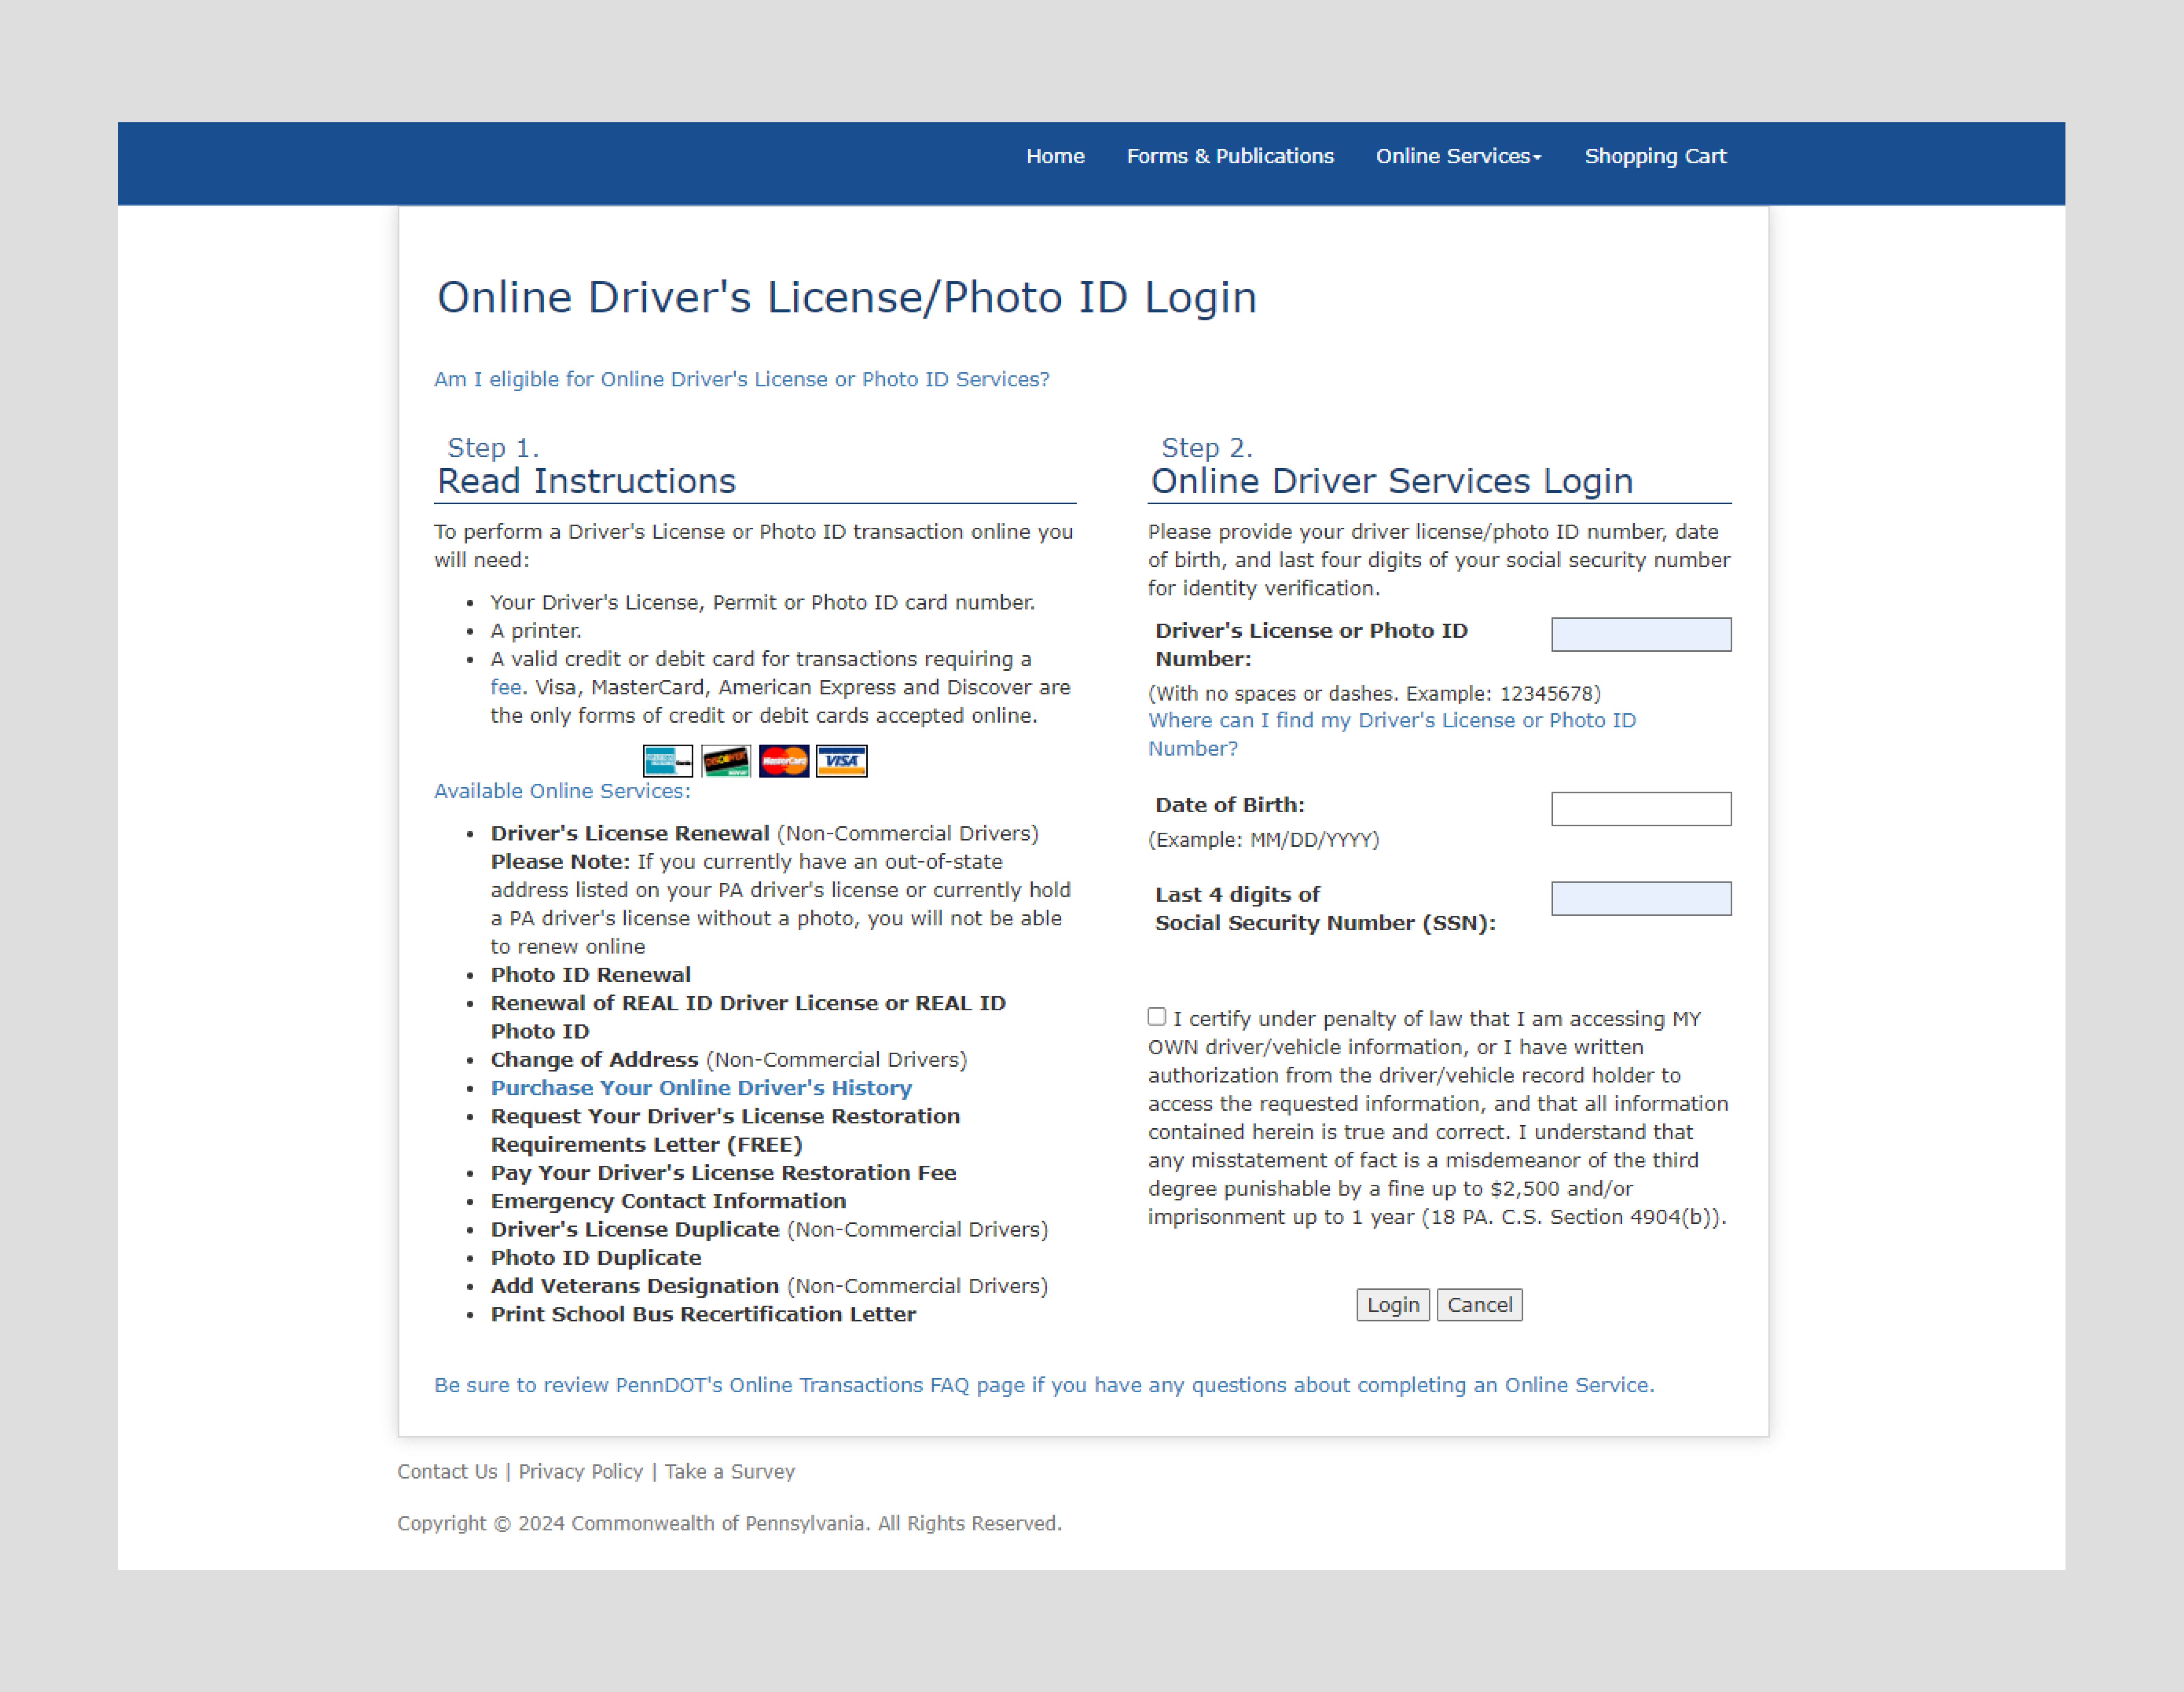 Home Forms & Publications Online Services Shopping Cart
Online Driver's License/Photo ID Login
Am I eligible for Online Driver's License or Photo ID Services?
Step 1.
Read Instructions
To perform a Driver's License or Photo ID transaction online you
will need:
• Your Driver's License, Permit or Photo ID card number.
• A printer.
• A valid credit or debit card for transactions requiring a
fee. Visa, MasterCard, American Express and Discover are
the only forms of credit or debit cards accepted online.
DISCOVER MasterCard VISA
Available Online Services:
• Driver's License Renewal (Non-Commercial Drivers)
Please Note: If you currently have an out-of-state
address listed on your PA driver's license or currently hold
a PA driver's license without a photo, you will not be able
to renew online
• Photo ID Renewal
• Renewal of REAL ID Driver License or REAL ID
Photo ID
• Change of Address (Non-Commercial Drivers)
• Purchase Your Online Driver's History
• Request Your Driver's License Restoration
Requirements Letter (FREE)
• Pay Your Driver's License Restoration Fee
• Emergency Contact Information
• Driver's License Duplicate (Non-Commercial Drivers)
• Photo ID Duplicate
• Add Veterans Designation (Non-Commercial Drivers)
• Print School Bus Recertification Letter
Step 2.
Online Driver Services Login
Please provide your driver license/photo ID number, date
of birth, and last four digits of your social security number
for identity verification.
Driver's License or Photo ID
Number:
(With no spaces or dashes. Example: 12345678)
Where can I find my Driver's License or Photo ID
Number?
Date of Birth:
(Example: MM/DD/YYYY)
Last 4 digits of
Social Security Number (SSN):
I certify under penalty of law that I am accessing MY
OWN driver/vehicle information, or I have written
authorization from the driver/vehicle record holder to
access the requested information, and that all information
contained herein is true and correct. I understand that
any misstatement of fact is a misdemeanor of the third
degree punishable by a fine up to $2,500 and/or
imprisonment up to 1 year (18 PA. C.S. Section 4904(b)).
Login Cancel
Be sure to review PennDOT's Online Transactions FAQ page if you have any questions about completing an Online Service.
Contact Us | Privacy Policy | Take a Survey
Copyright © 2024 Commonwealth of Pennsylvania. All Rights Reserved.